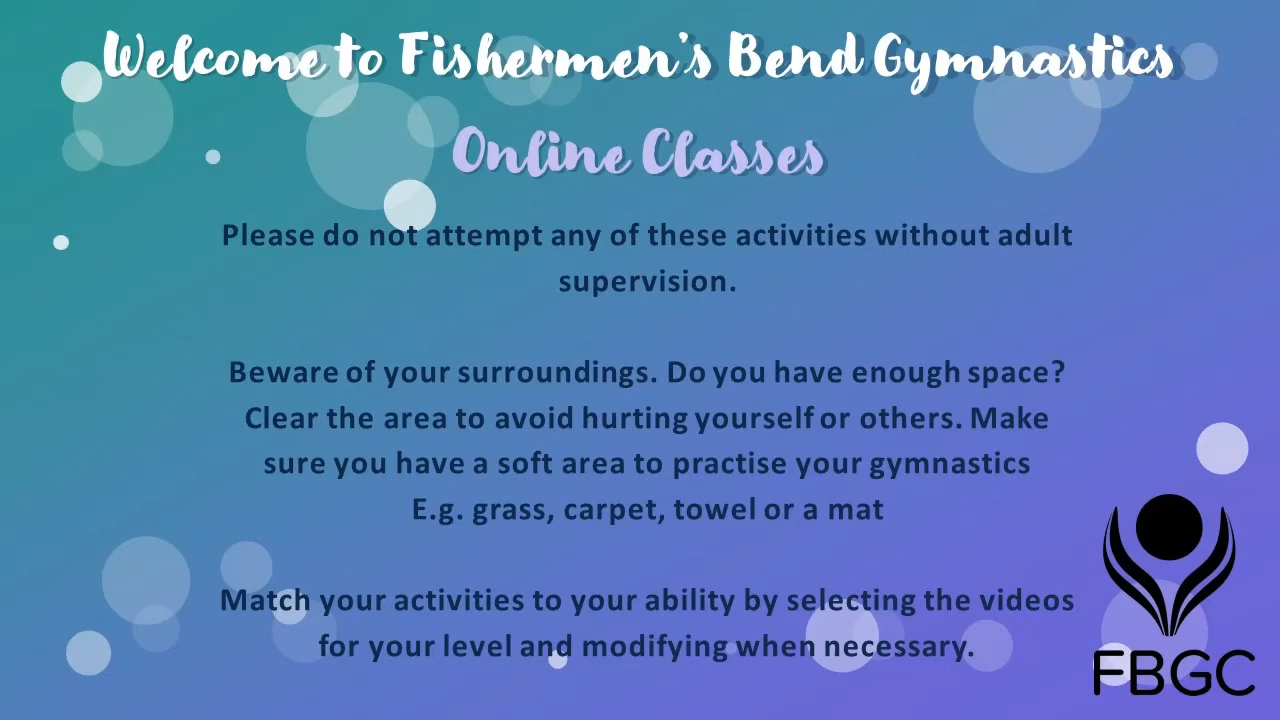 Welcome to Fishermen's Bend Gymnastics
Online Classes
Please do not attempt any of these activities without adult
supervision.
Beware of your surroundings. Do you have enough space?
Clear the area to avoid hurting yourself or others. Make
sure you have a soft area to practise your gymnastics
E.g. grass, carpet, towel or a mat
Match your activities to your ability by selecting the videos
for your level and modifying when necessary.
FBGC